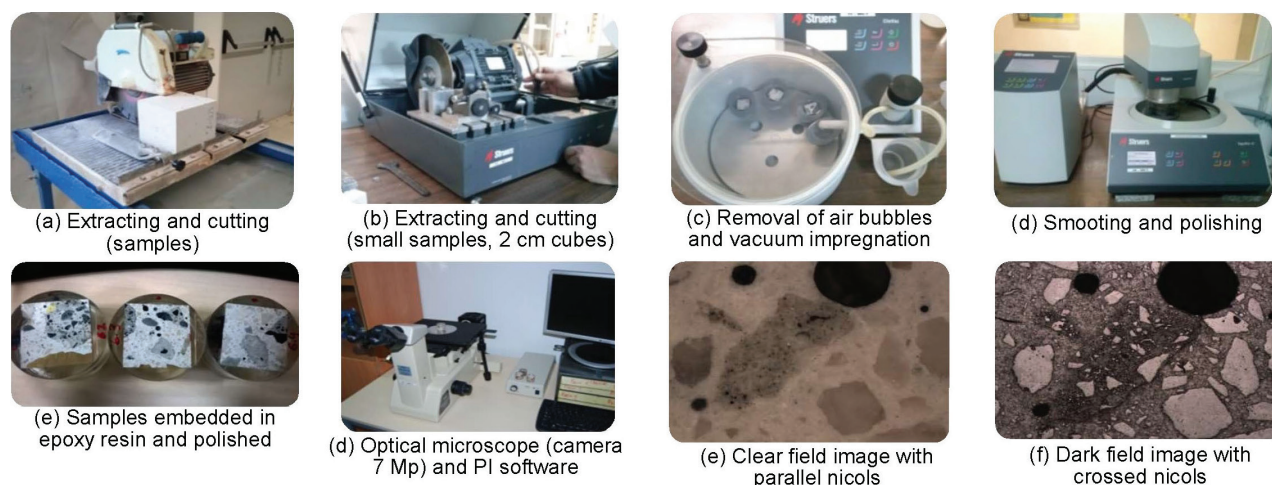 Struers
Struers
Struers
(a) Extracting and cutting
(samples)
(b) Extracting and cutting
(small samples, 2 cm cubes)
(c) Removal of air bubbles
and vacuum impregnation
(d) Smooting and polishing
(e) Samples embedded in
epoxy resin and polished
(d) Optical microscope (camera
7 Mp) and PI software
(e) Clear field image with
parallel nicols
(f) Dark field image with
crossed nicols